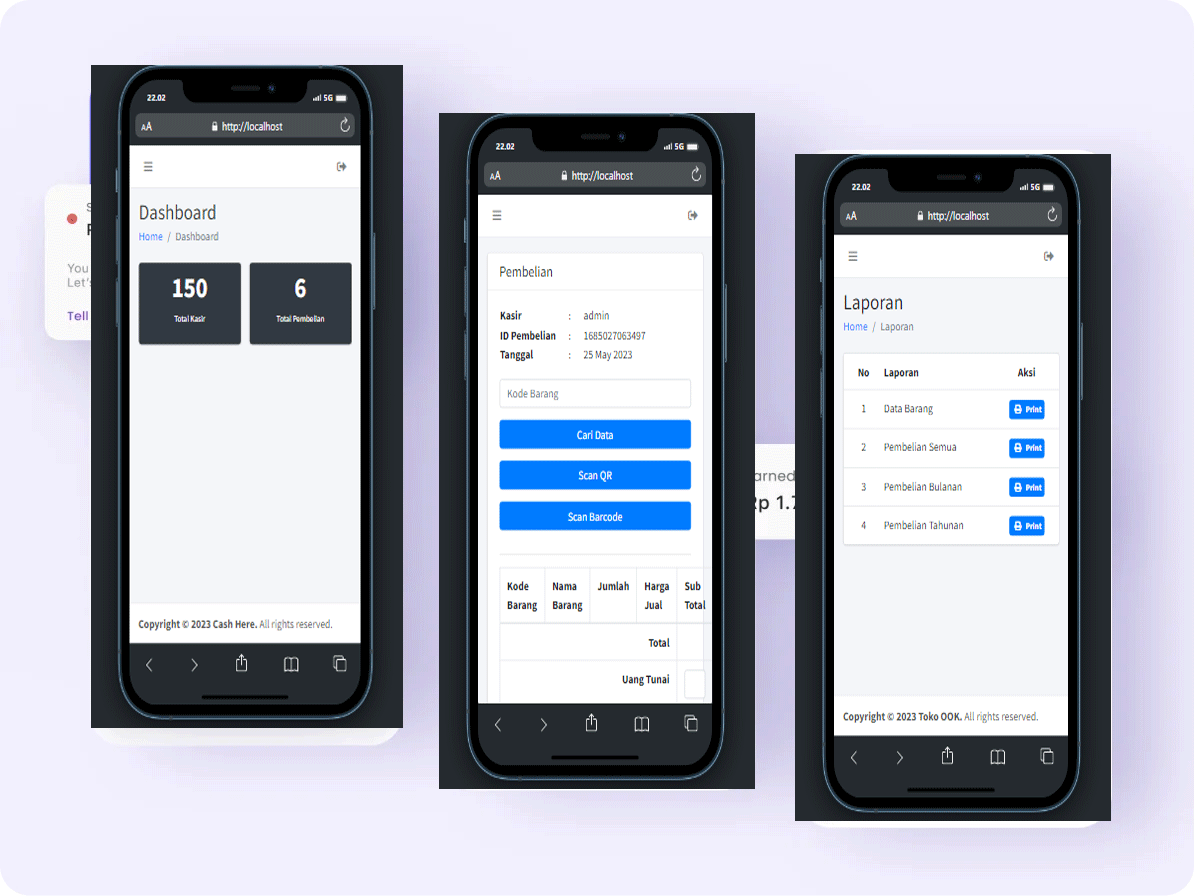 S
F
You
Let's
Tell
22.02
5G
AA
http://localhost
Dashboard
Home / Dashboard
150
Total Kasir
6
Total Pembelian
Copyright © 2023 Cash Here. All rights reserved.
22.02
5G
AA
http://localhost
Pembelian
Kasir : admin
ID Pembelian : 1685027063497
Tanggal : 25 May 2023
Kode Barang
Cari Data
Scan QR
Scan Barcode
Kode Barang
Nama Barang
Jumlah
Harga Jual
Sub Total
Total
Uang Tunai
arned
Rp 1.7
22.02
5G
AA
http://localhost
Laporan
Home / Laporan
No Laporan Aksi
1 Data Barang Print
2 Pembelian Semua Print
3 Pembelian Bulanan Print
4 Pembelian Tahunan Print
Copyright © 2023 Toko OOK. All rights reserved.